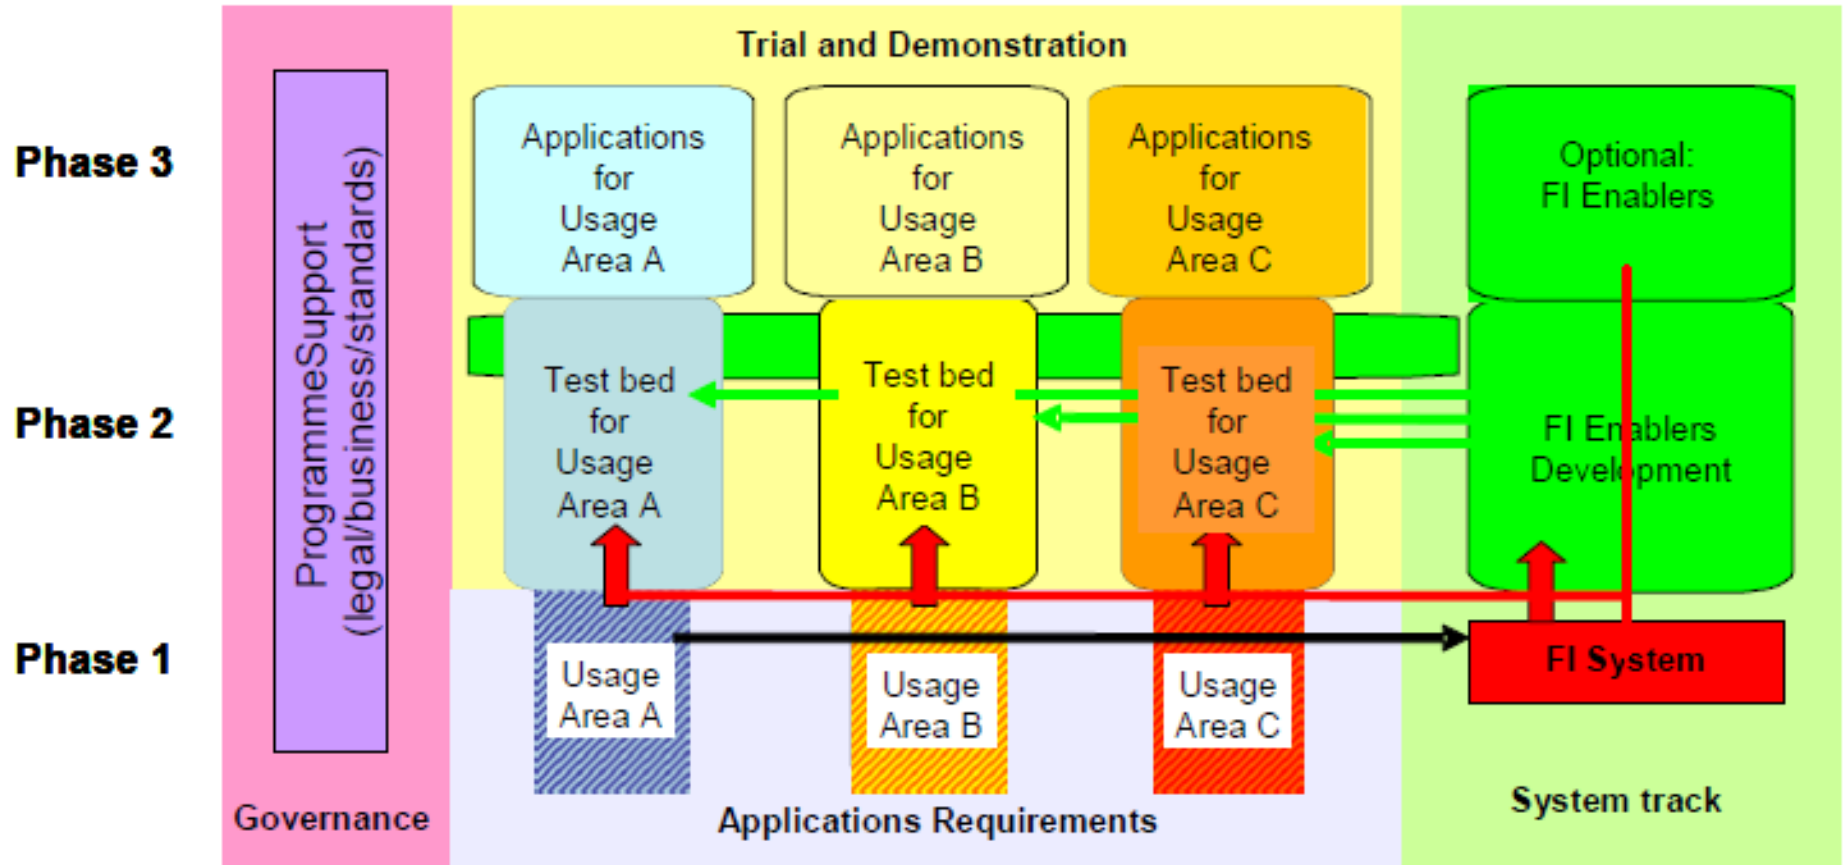 Trial and Demonstration
Phase 3
Applications
for
Usage
Area A
Applications
for
Usage
Area B
Applications
for
Usage
Area C
Optional:
FI Enablers
ProgrammeSupport
(legal/business/standards)
Phase 2
Test bed
for
Usage
Area A
Test bed
for
Usage
Area B
Test bed
for
Usage
Area C
FI Enablers
Development
Phase 1
Usage
Area A
Usage
Area B
Usage
Area C
FI System
Governance
Applications Requirements
System track